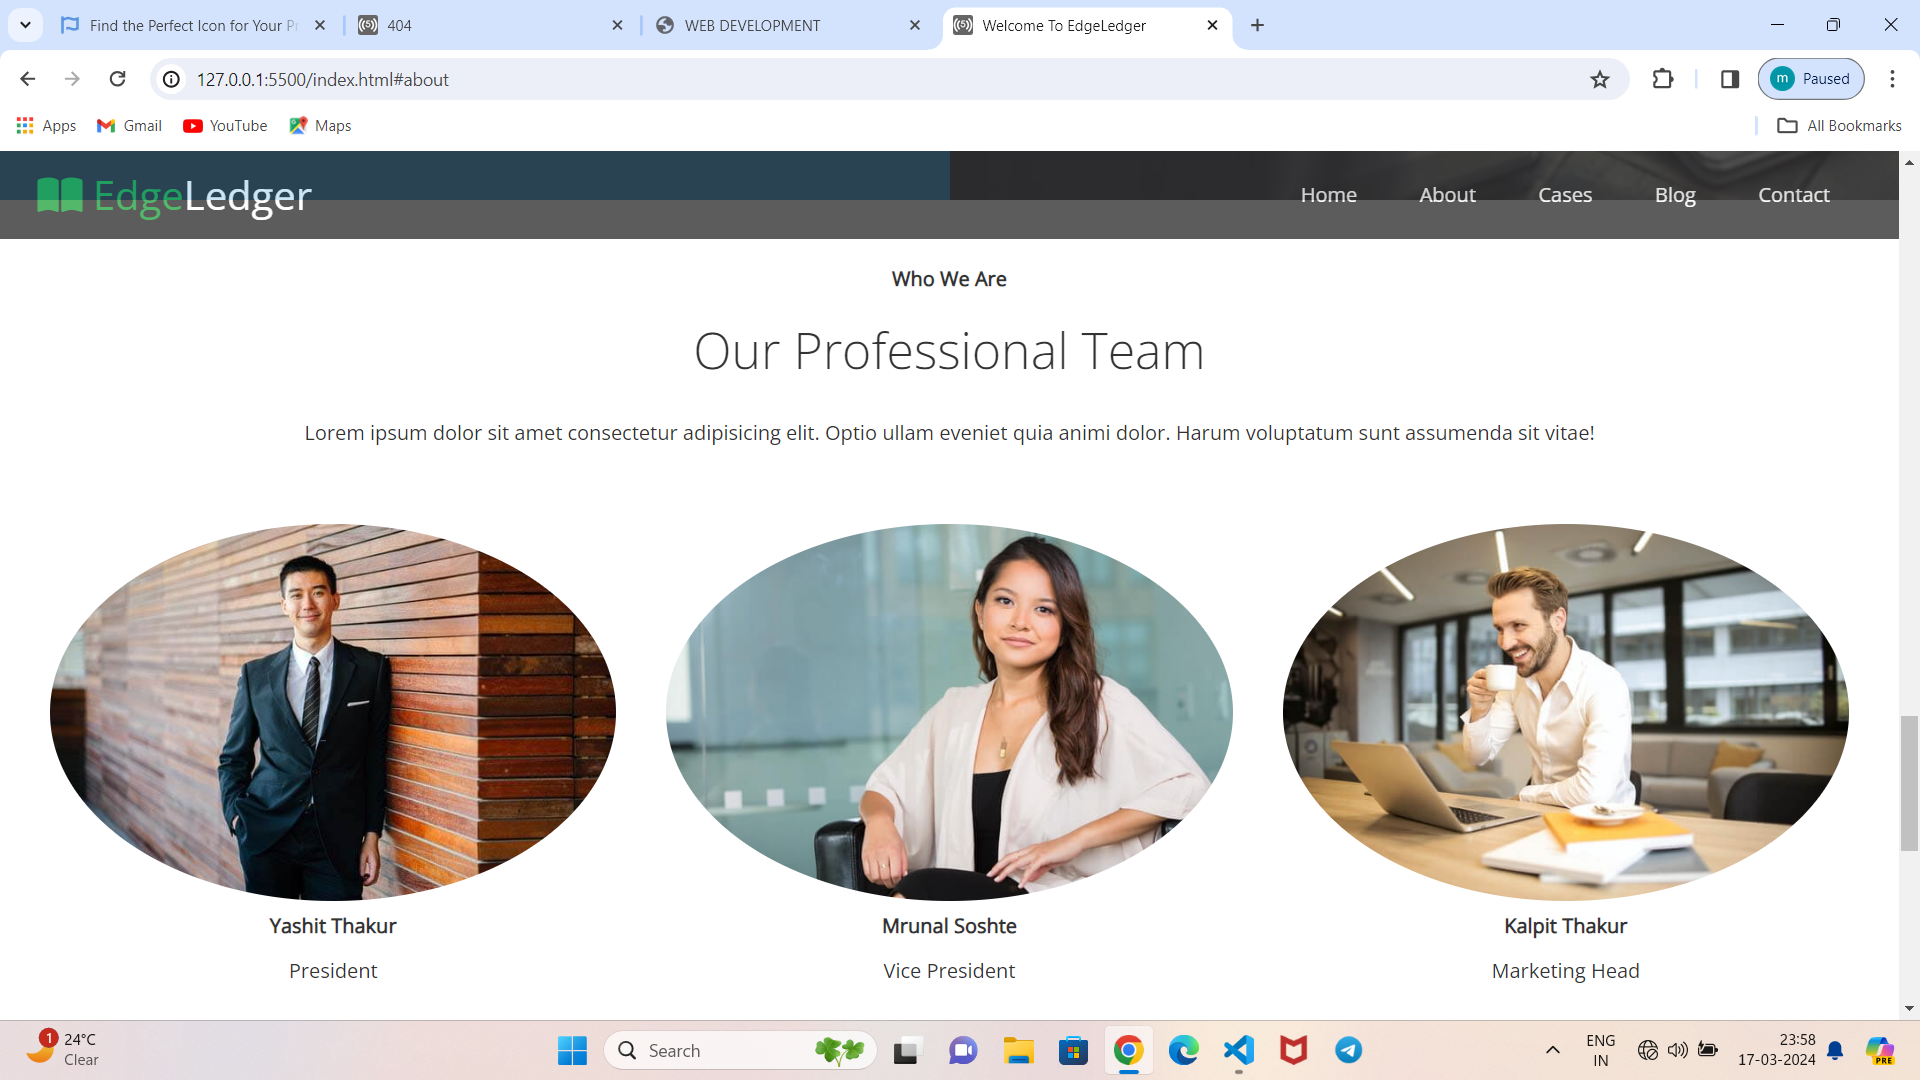 Find the Perfect Icon for Your Pr
404
WEB DEVELOPMENT
Welcome To EdgeLedger
127.0.0.1:5500/index.html#about
m Paused
Apps Gmail YouTube Maps All Bookmarks
EdgeLedger
Home About Cases Blog Contact
Who We Are
Our Professional Team
Lorem ipsum dolor sit amet consectetur adipisicing elit. Optio ullam eveniet quia animi dolor. Harum voluptatum sunt assumenda sit vitae!
Yashit Thakur
President
Mrunal Soshte
Vice President
Kalpit Thakur
Marketing Head
1
24°C
Clear
Search
ENG
IN
23:58
17-03-2024
PRE